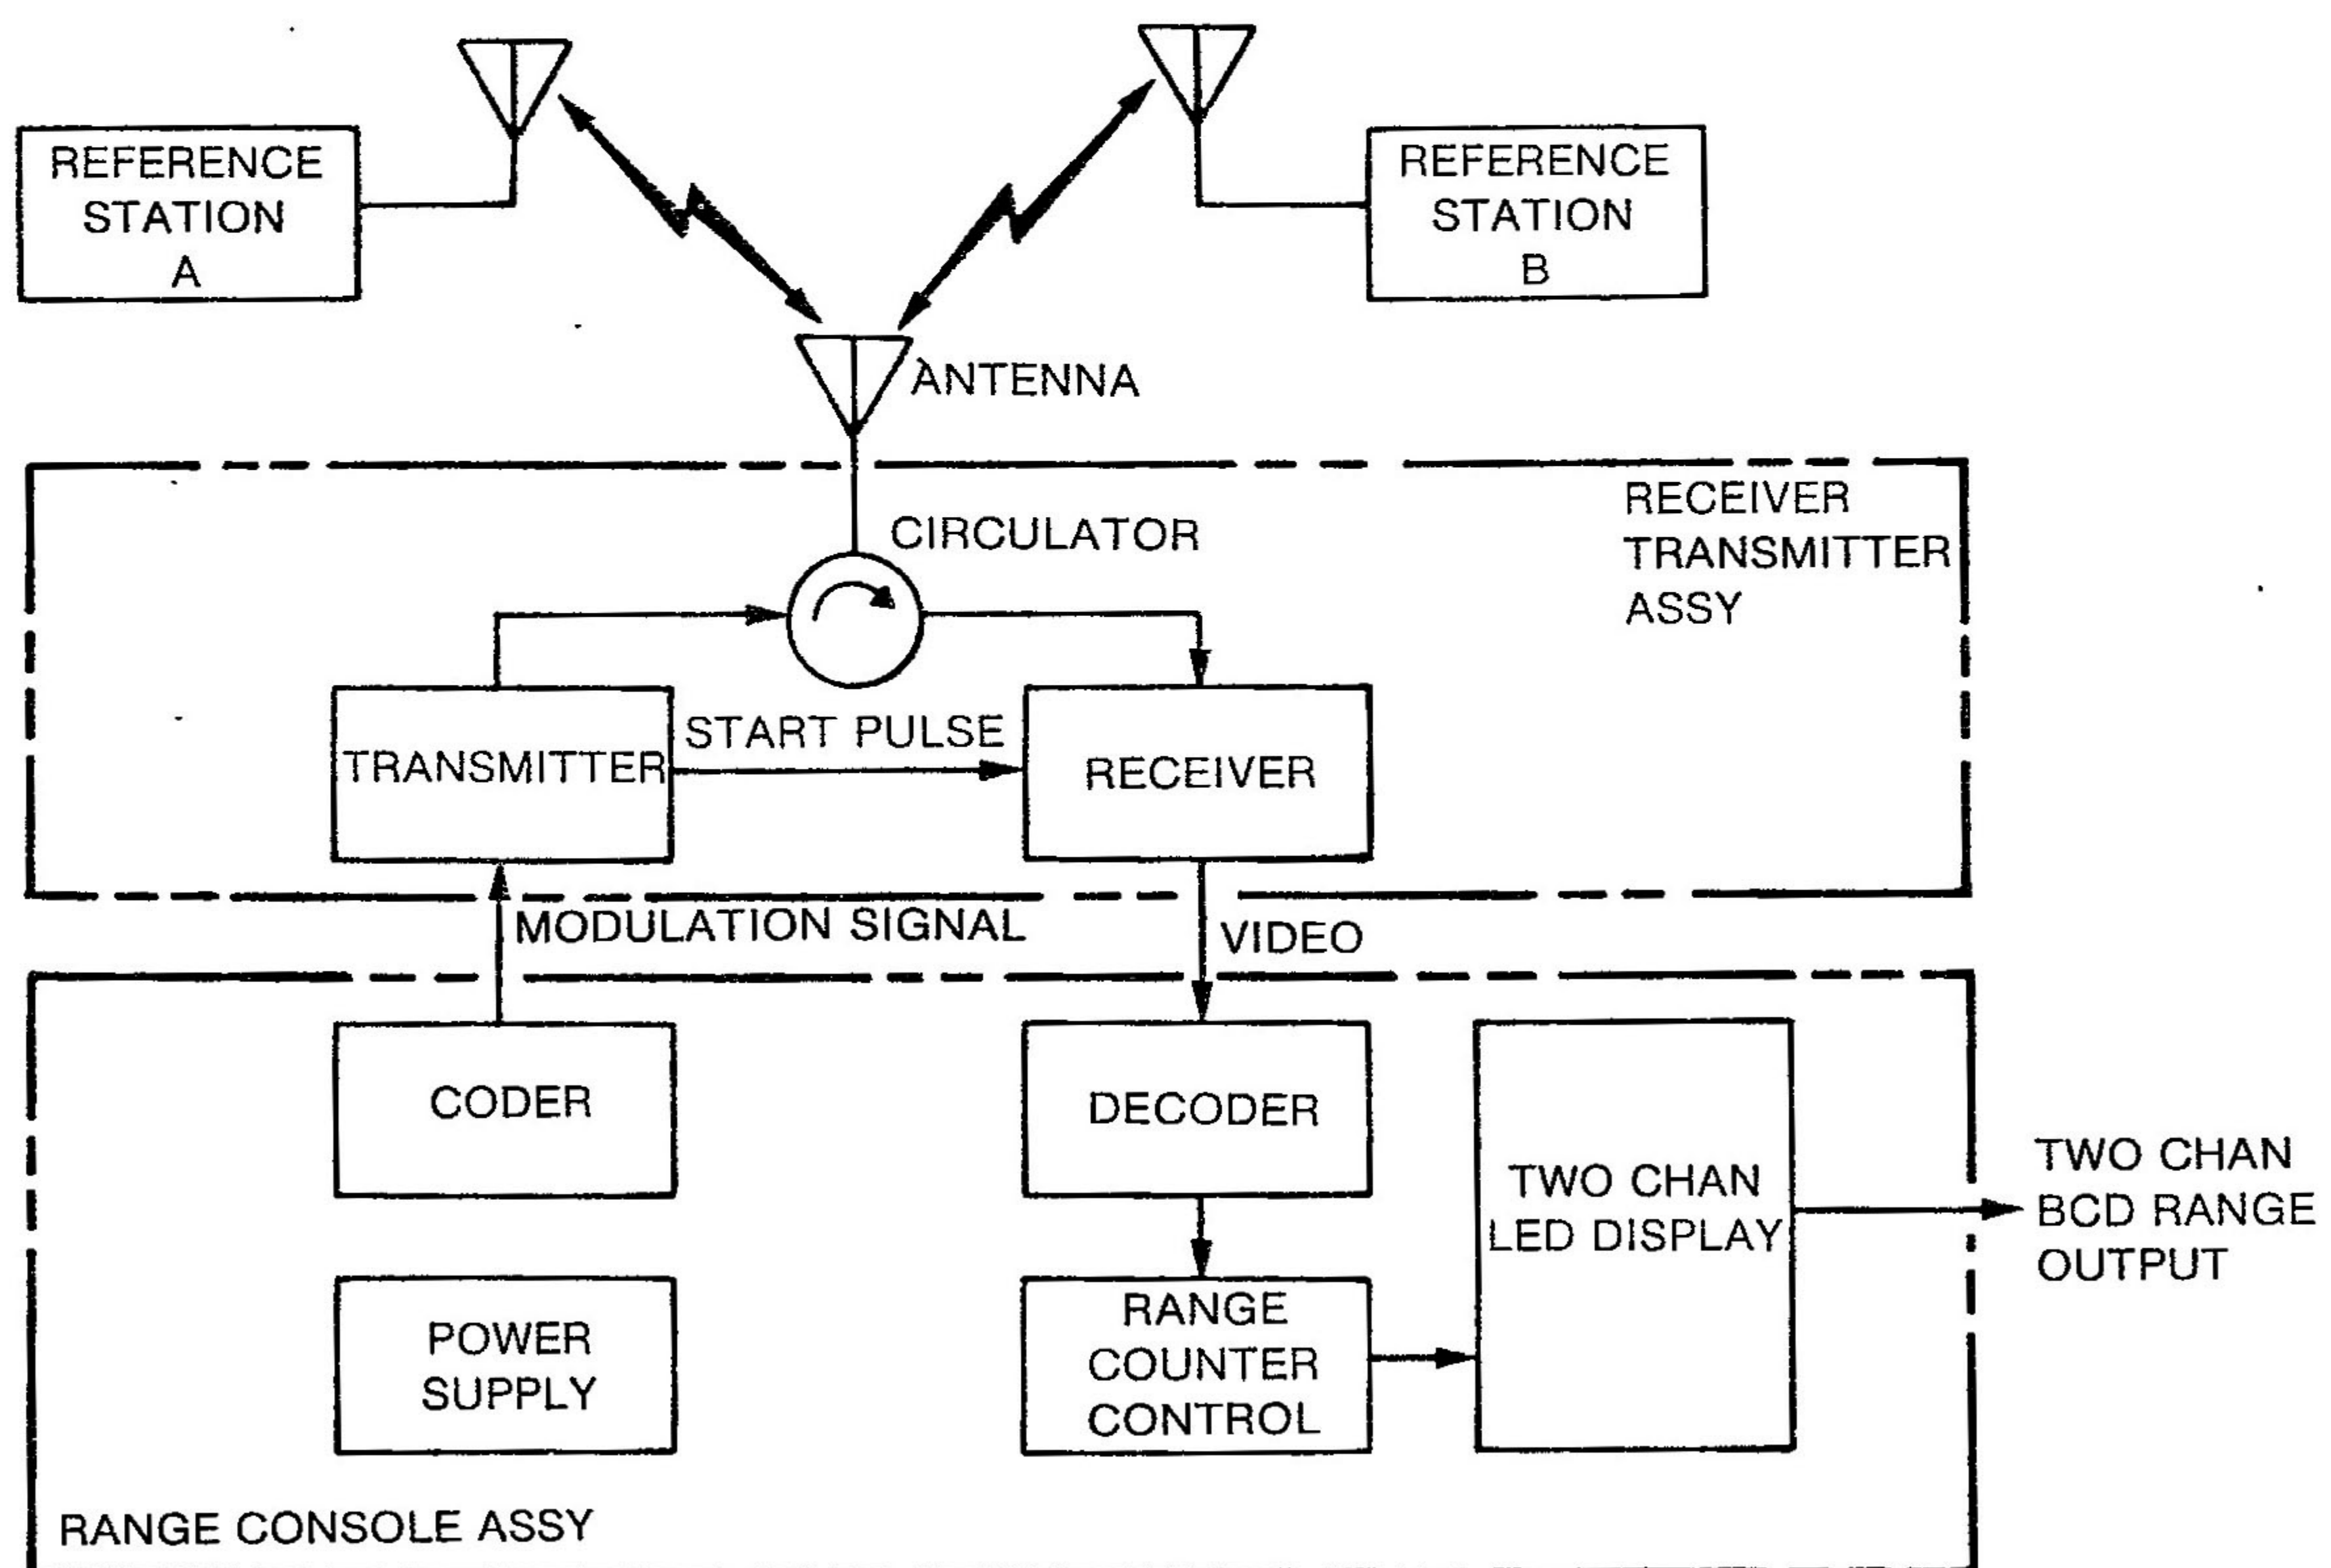 REFERENCE
STATION
A
REFERENCE
STATION
B
ANTENNA
RECEIVER
TRANSMITTER
ASSY
CIRCULATOR
START PULSE
TRANSMITTER
RECEIVER
MODULATION SIGNAL
VIDEO
CODER
DECODER
TWO CHAN
LED DISPLAY
TWO CHAN
BCD RANGE
OUTPUT
POWER
SUPPLY
RANGE
COUNTER
CONTROL
RANGE CONSOLE ASSY